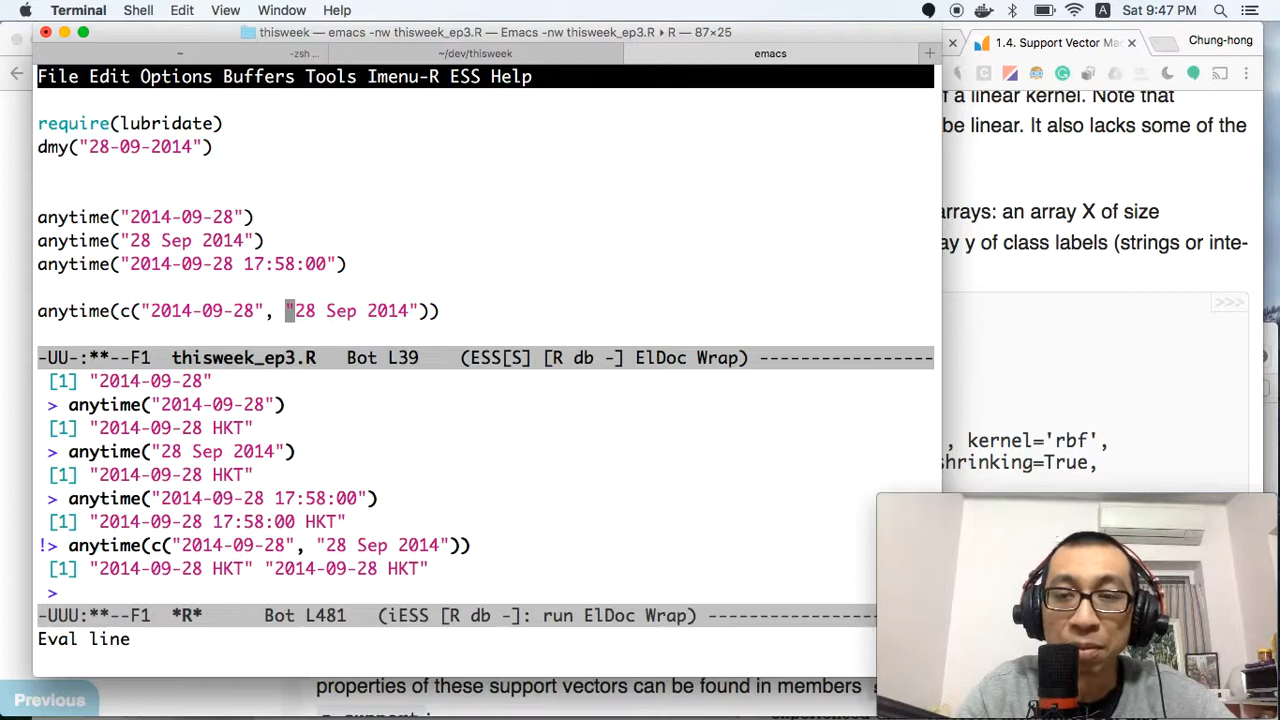 Terminal Shell Edit View Window Help
Sat 9:47 PM
thisweek — emacs -nw thisweek_ep3.R — Emacs -nw thisweek_ep3.R ▸ R — 87×25
~ -zsh ... ~/dev/thisweek emacs
1.4. Support Vector Ma
Chung-hong
File Edit Options Buffers Tools Imenu-R ESS Help
require(lubridate)
dmy("28-09-2014")
anytime("2014-09-28")
anytime("28 Sep 2014")
anytime("2014-09-28 17:58:00")
anytime(c("2014-09-28", "28 Sep 2014"))
-UU-:**--F1 thisweek_ep3.R Bot L39 (ESS[S] [R db -] ElDoc Wrap) -----------------
[1] "2014-09-28"
> anytime("2014-09-28")
[1] "2014-09-28 HKT"
> anytime("28 Sep 2014")
[1] "2014-09-28 HKT"
> anytime("2014-09-28 17:58:00")
[1] "2014-09-28 17:58:00 HKT"
!> anytime(c("2014-09-28", "28 Sep 2014"))
[1] "2014-09-28 HKT" "2014-09-28 HKT"
>
-UUU:**--F1 *R* Bot L481 (iESS [R db -]: run ElDoc Wrap) ----------------
Eval line
f a linear kernel. Note that
be linear. It also lacks some of the
arrays: an array X of size
ay y of class labels (strings or inte-
>>>
, kernel='rbf',
shrinking=True,
Previous
properties of these support vectors can be found in members